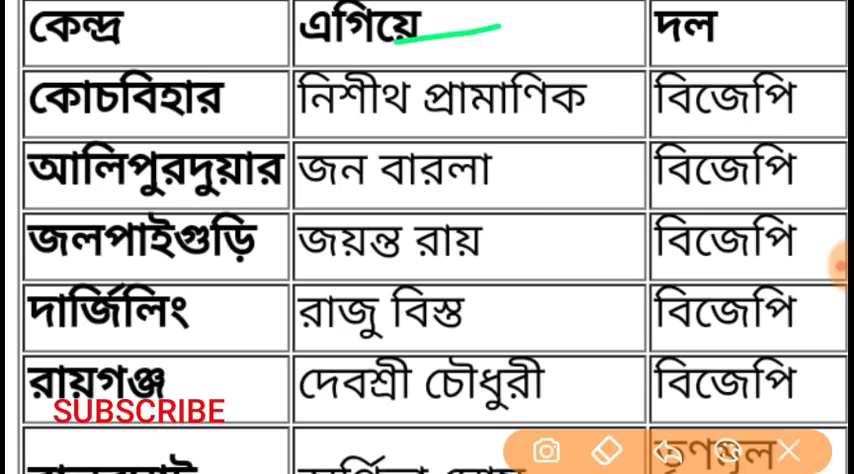 কেন্দ্র এগিয়ে দল
কোচবিহার নিশীথ প্রামাণিক বিজেপি
আলিপুরদুয়ার জন বারলা বিজেপি
জলপাইগুড়ি জয়ন্ত রায় বিজেপি
দার্জিলিং রাজু বিস্ত বিজেপি
রায়গঞ্জ দেবশ্রী চৌধুরী বিজেপি
SUBSCRIBE